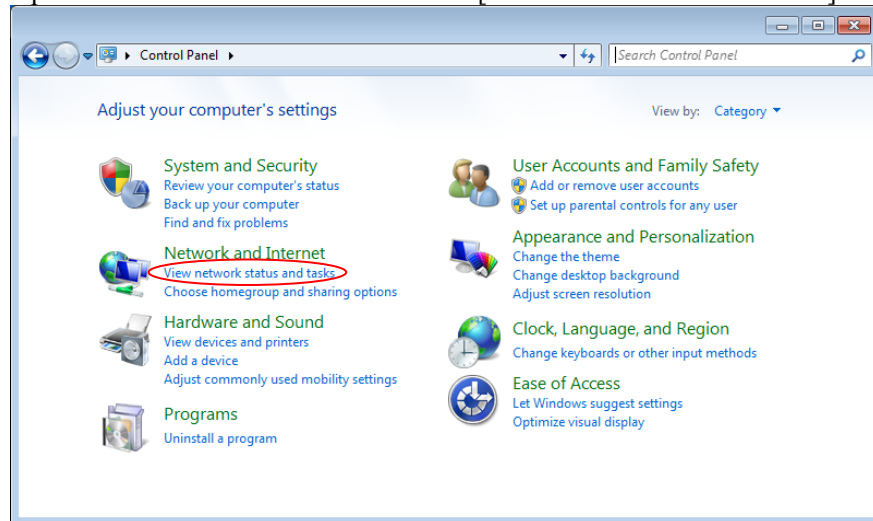 Control Panel
Search Control Panel
Adjust your computer's settings
View by: Category
System and Security
Review your computer's status
Back up your computer
Find and fix problems
Network and Internet
View network status and tasks
Choose homegroup and sharing options
Hardware and Sound
View devices and printers
Add a device
Adjust commonly used mobility settings
Programs
Uninstall a program
User Accounts and Family Safety
Add or remove user accounts
Set up parental controls for any user
Appearance and Personalization
Change the theme
Change desktop background
Adjust screen resolution
Clock, Language, and Region
Change keyboards or other input methods
Ease of Access
Let Windows suggest settings
Optimize visual display